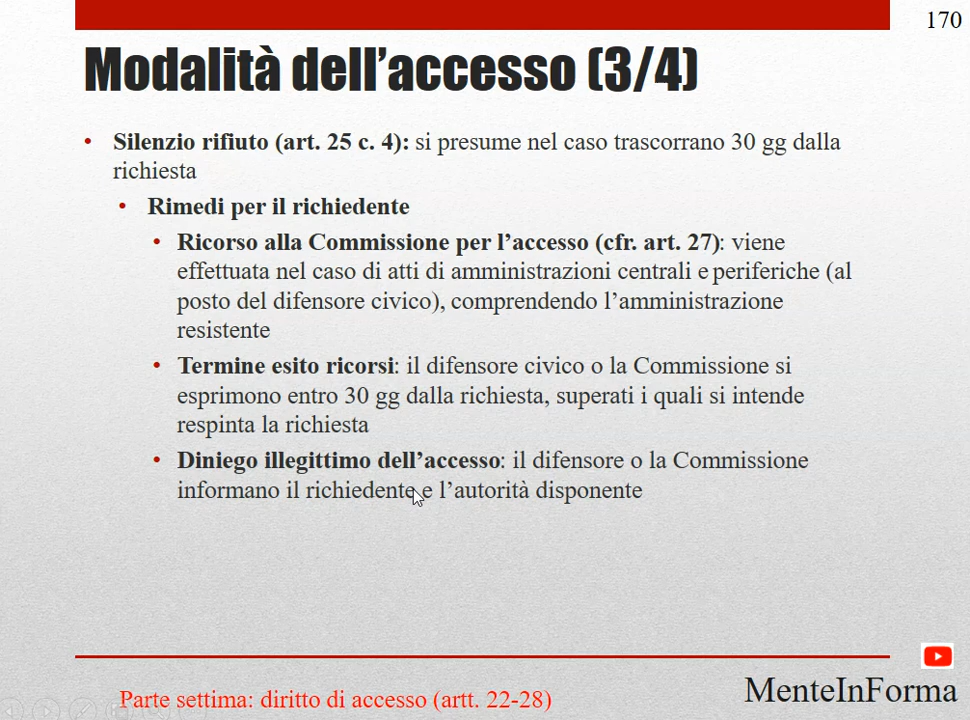 170
Modalità dell’accesso (3/4)
• Silenzio rifiuto (art. 25 c. 4): si presume nel caso trascorrano 30 gg dalla
richiesta
• Rimedi per il richiedente
• Ricorso alla Commissione per l’accesso (cfr. art. 27): viene
effettuata nel caso di atti di amministrazioni centrali e periferiche (al
posto del difensore civico), comprendendo l’amministrazione
resistente
• Termine esito ricorsi: il difensore civico o la Commissione si
esprimono entro 30 gg dalla richiesta, superati i quali si intende
respinta la richiesta
• Diniego illegittimo dell’accesso: il difensore o la Commissione
informano il richiedente e l’autorità disponente
Parte settima: diritto di accesso (artt. 22-28)
MenteInForma